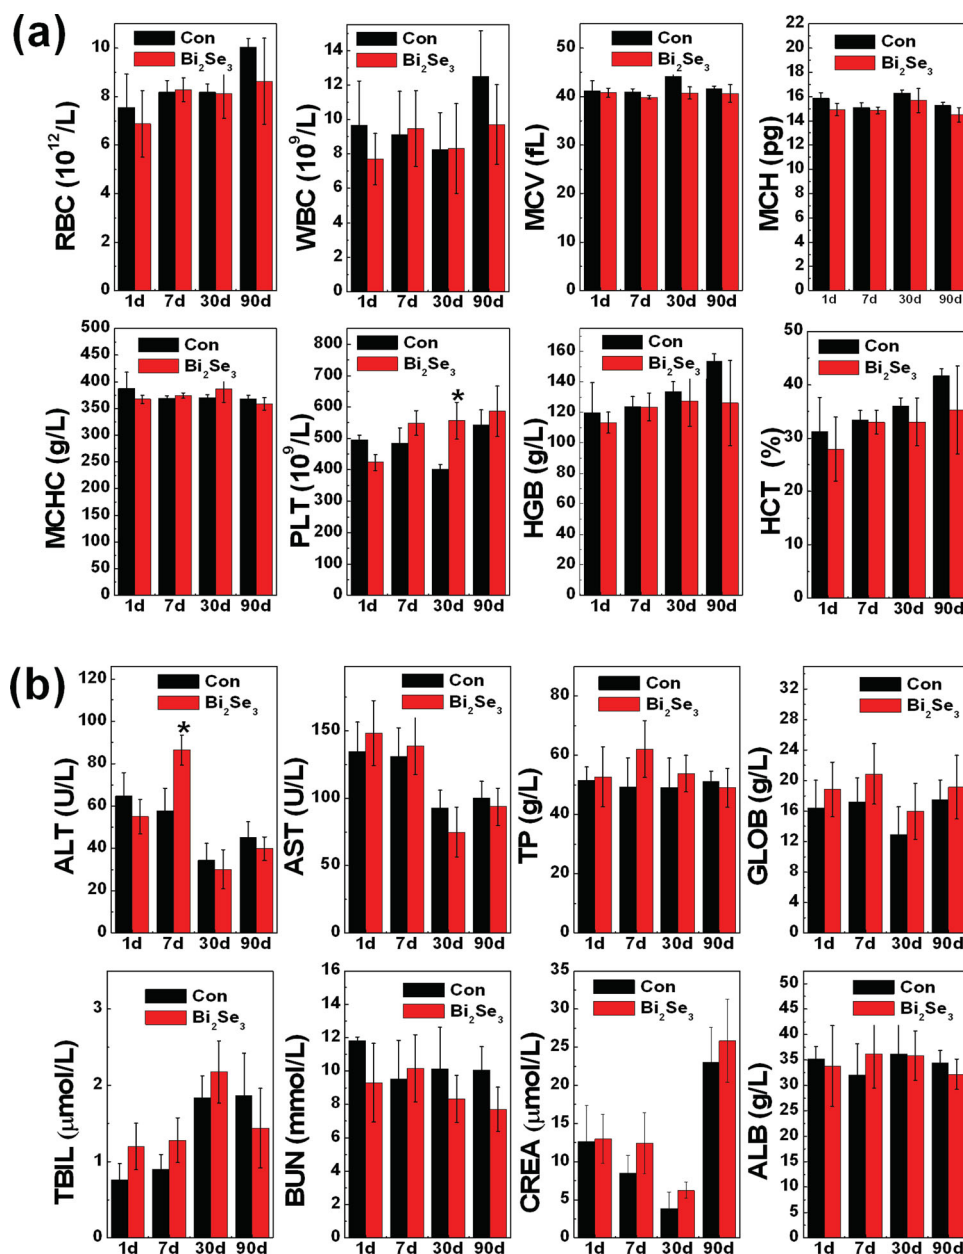 (a)
RBC (10¹²/L)
Con
Bi₂Se₃
10
8
6
4
2
0
1d 7d 30d 90d
WBC (10⁹/L)
Con
Bi₂Se₃
14
12
10
8
6
4
2
0
1d 7d 30d 90d
MCV (fL)
Con
Bi₂Se₃
50
40
30
20
10
0
1d 7d 30d 90d
MCH (pg)
Con
Bi₂Se₃
22
20
18
16
14
12
10
8
6
4
2
0
1d 7d 30d 90d
MCHC (g/L)
Con
Bi₂Se₃
500
450
400
350
300
250
200
150
100
50
0
1d 7d 30d 90d
PLT (10⁹/L)
Con
Bi₂Se₃
*
800
700
600
500
400
300
200
100
0
1d 7d 30d 90d
HGB (g/L)
Con
Bi₂Se₃
160
140
120
100
80
60
40
20
0
1d 7d 30d 90d
HCT (%)
Con
Bi₂Se₃
50
40
30
20
10
0
1d 7d 30d 90d
(b)
ALT (U/L)
Con
Bi₂Se₃
*
120
100
80
60
40
20
0
1d 7d 30d 90d
AST (U/L)
Con
Bi₂Se₃
150
100
50
0
1d 7d 30d 90d
TP (g/L)
Con
Bi₂Se₃
80
60
40
20
0
1d 7d 30d 90d
GLOB (g/L)
Con
Bi₂Se₃
32
28
24
20
16
12
8
4
0
1d 7d 30d 90d
TBIL (μmol/L)
Con
Bi₂Se₃
3
2
1
0
1d 7d 30d 90d
BUN (mmol/L)
Con
Bi₂Se₃
16
14
12
10
8
6
4
2
0
1d 7d 30d 90d
CREA (μmol/L)
Con
Bi₂Se₃
35
30
25
20
15
10
5
0
1d 7d 30d 90d
ALB (g/L)
Con
Bi₂Se₃
50
45
40
35
30
25
20
15
10
5
0
1d 7d 30d 90d